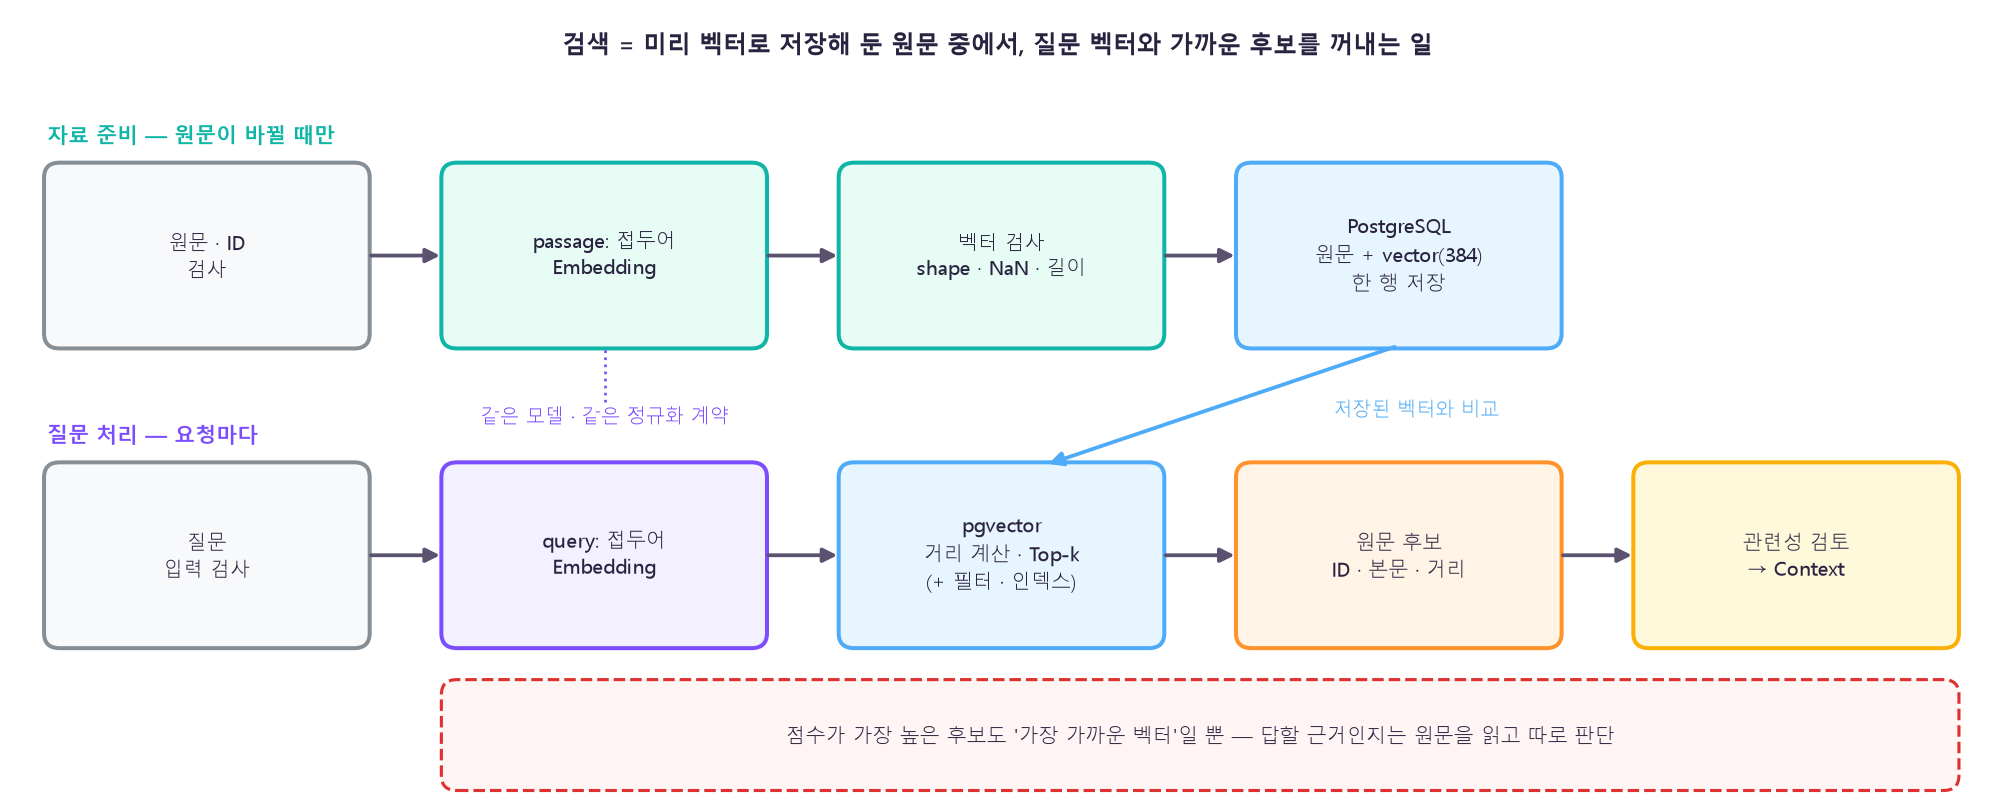 검색 = 미리 벡터로 저장해 둔 원문 중에서, 질문 벡터와 가까운 후보를 꺼내는 일
자료 준비 — 원문이 바뀔 때만
원문 · ID
검사
passage: 접두어
Embedding
벡터 검사
shape · NaN · 길이
PostgreSQL
원문 + vector(384)
한 행 저장
같은 모델 · 같은 정규화 계약
저장된 벡터와 비교
질문 처리 — 요청마다
질문
입력 검사
query: 접두어
Embedding
pgvector
거리 계산 · Top-k
(+ 필터 · 인덱스)
원문 후보
ID · 본문 · 거리
관련성 검토
→ Context
점수가 가장 높은 후보도 '가장 가까운 벡터'일 뿐 — 답할 근거인지는 원문을 읽고 따로 판단